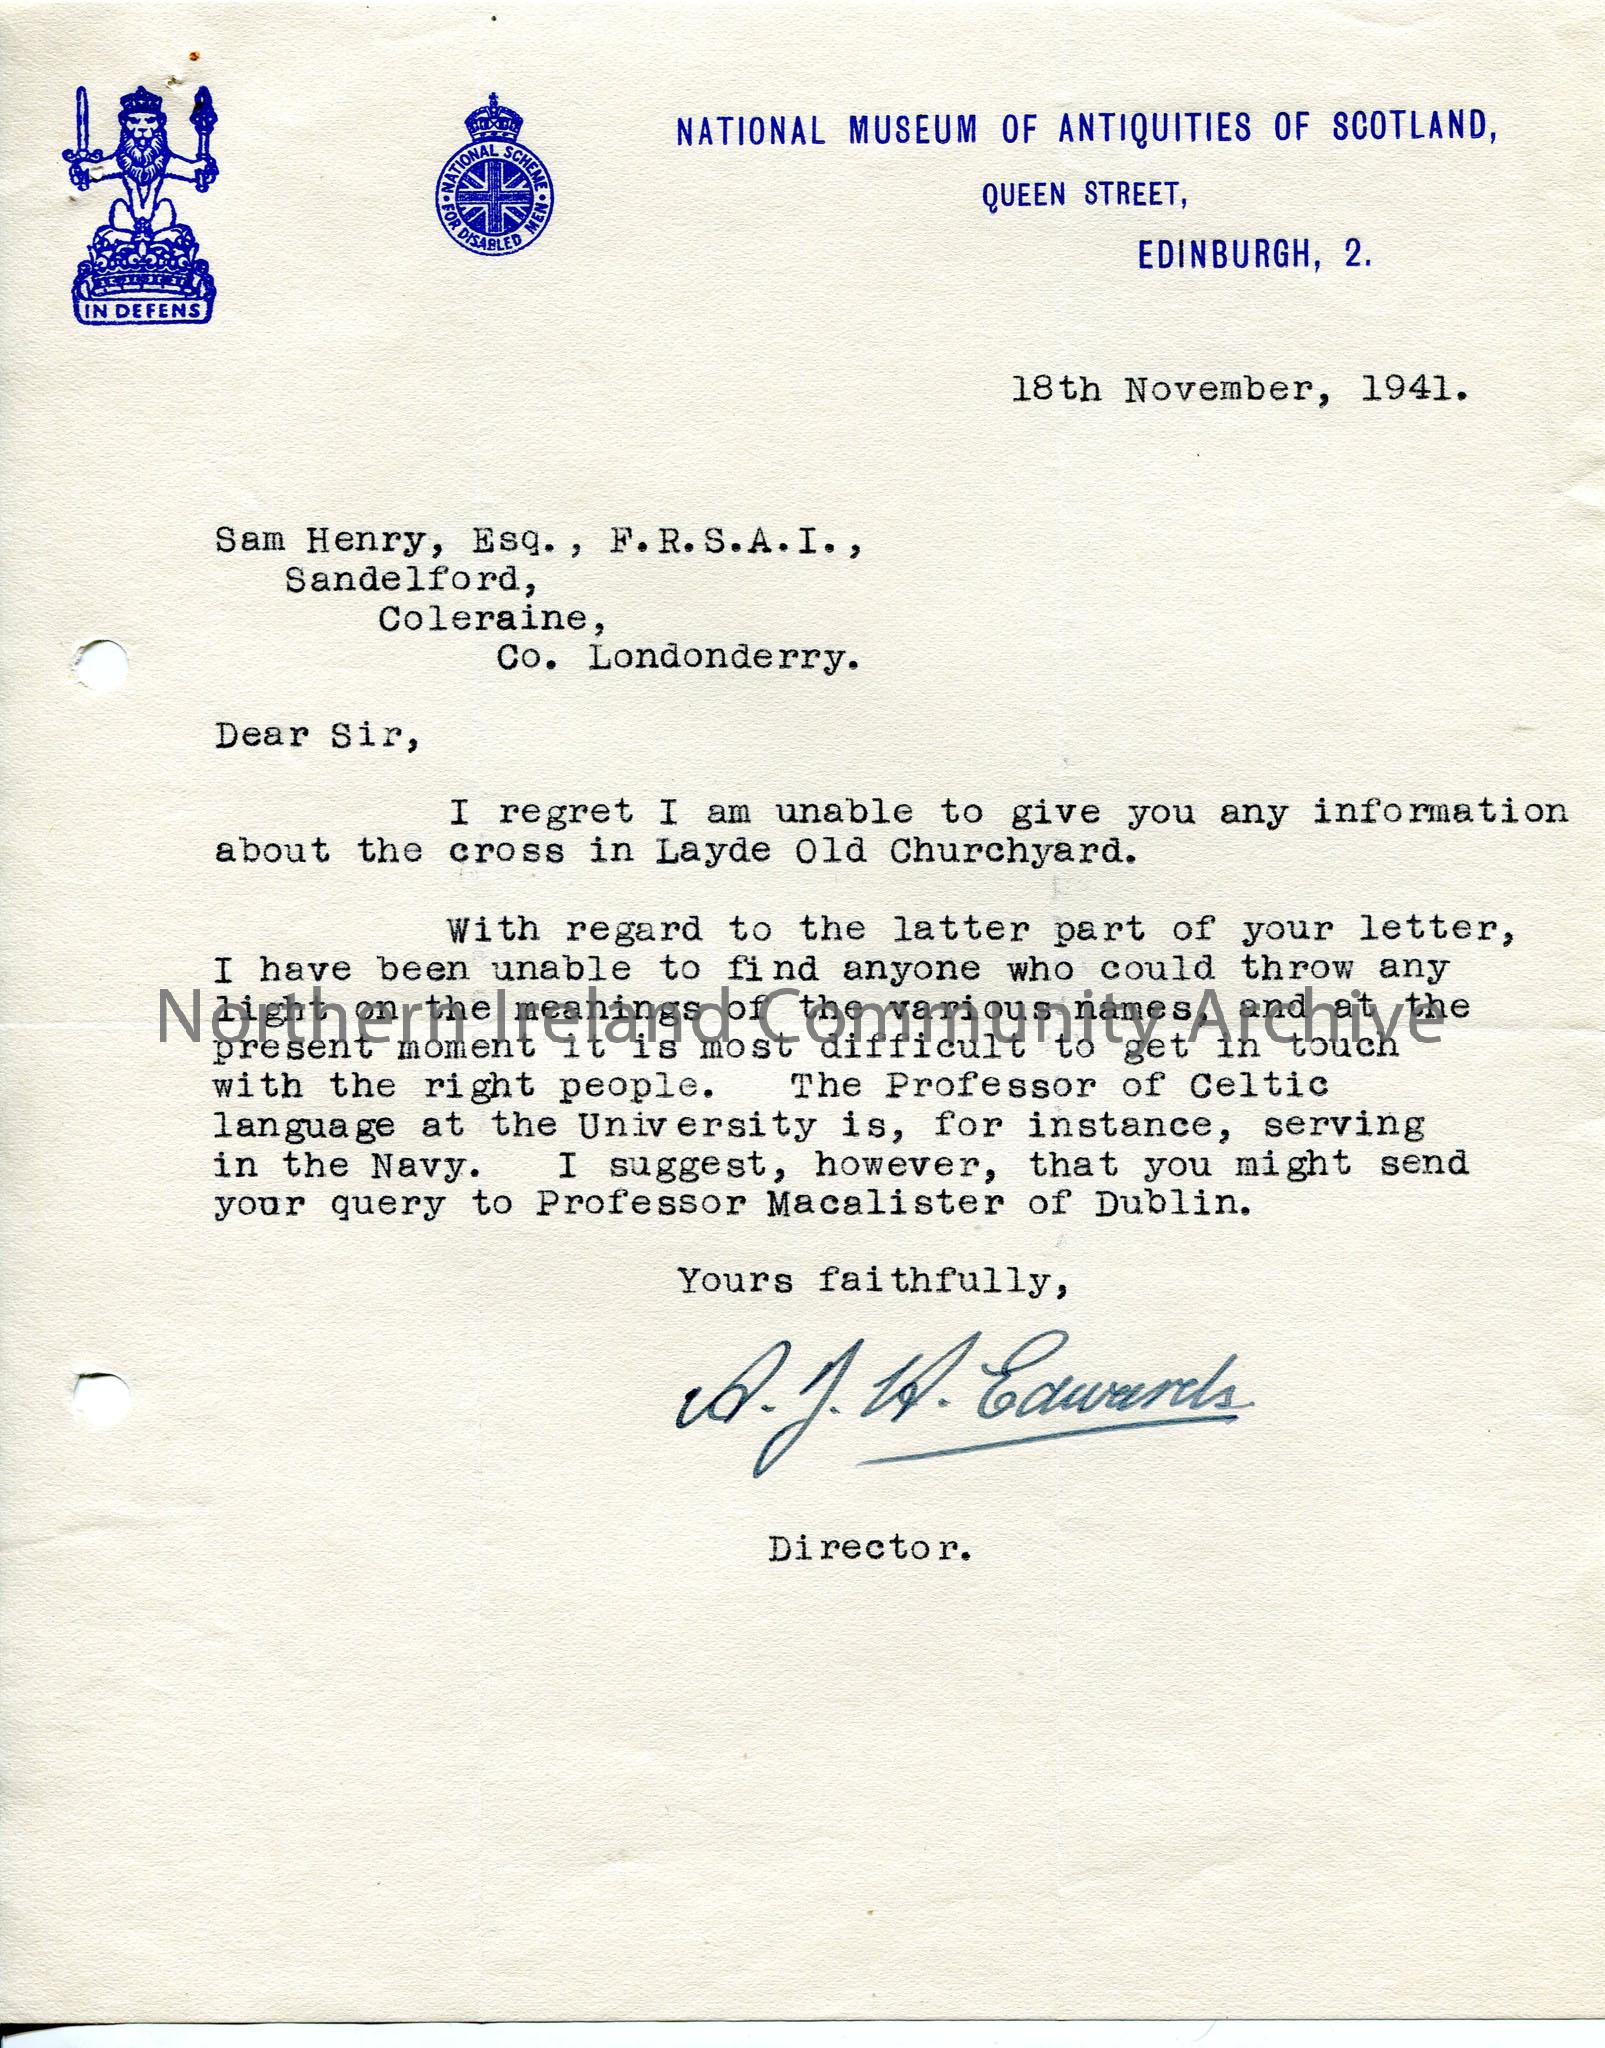 IN DEFENS
NATIONAL SCHEME
FOR DISABLED MEN
NATIONAL MUSEUM OF ANTIQUITIES OF SCOTLAND,
QUEEN STREET,
EDINBURGH, 2.
18th November, 1941.
Sam Henry, Esq., F.R.S.A.I.,
Sandelford,
Coleraine,
Co. Londonderry.
Dear Sir,
I regret I am unable to give you any information
about the cross in Layde Old Churchyard.
With regard to the latter part of your letter,
I have been unable to find anyone who could throw any
light on the meanings of the various names, and at the
Northern Ireland Community Archive
present moment it is most difficult to get in touch
with the right people. The Professor of Celtic
language at the University is, for instance, serving
in the Navy. I suggest, however, that you might send
your query to Professor Macalister of Dublin.
Yours faithfully,
A. J. H. Edwards
Director.